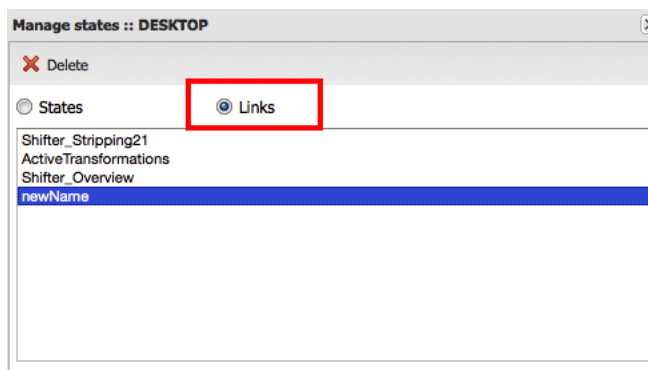 Manage states :: DESKTOP
Delete
States Links
Shifter_Stripping21
ActiveTransformations
Shifter_Overview
newName